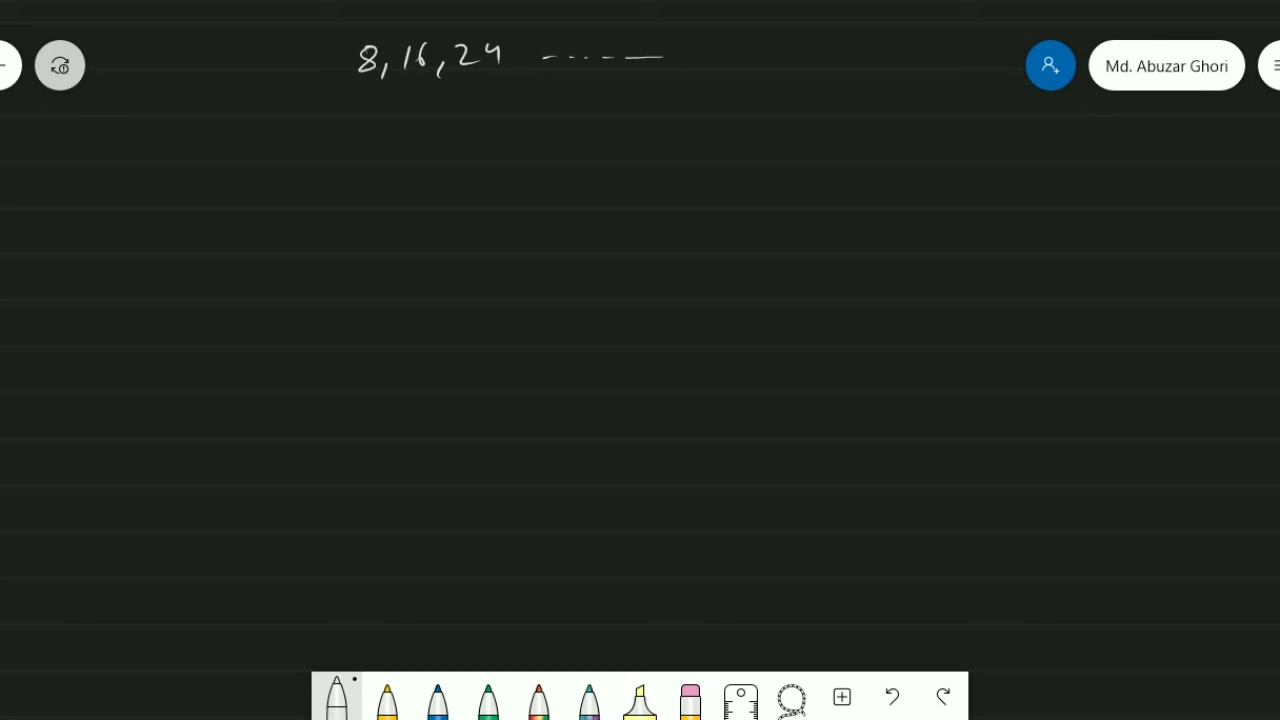 8, 16, 24 -----
Md. Abuzar Ghori